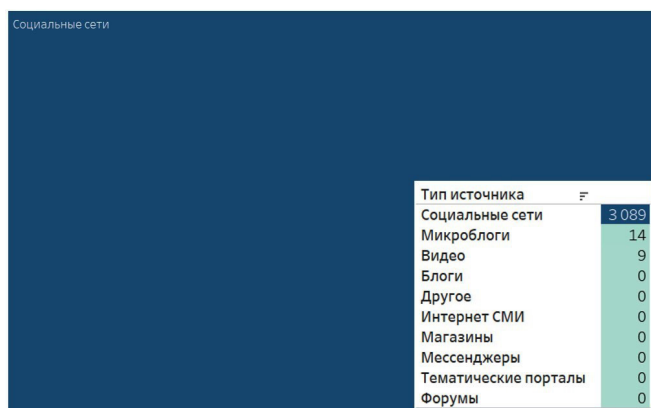 Социальные сети
Тип источника
Социальные сети 3 089
Микроблоги 14
Видео 9
Блоги 0
Другое 0
Интернет СМИ 0
Магазины 0
Мессенджеры 0
Тематические порталы 0
Форумы 0